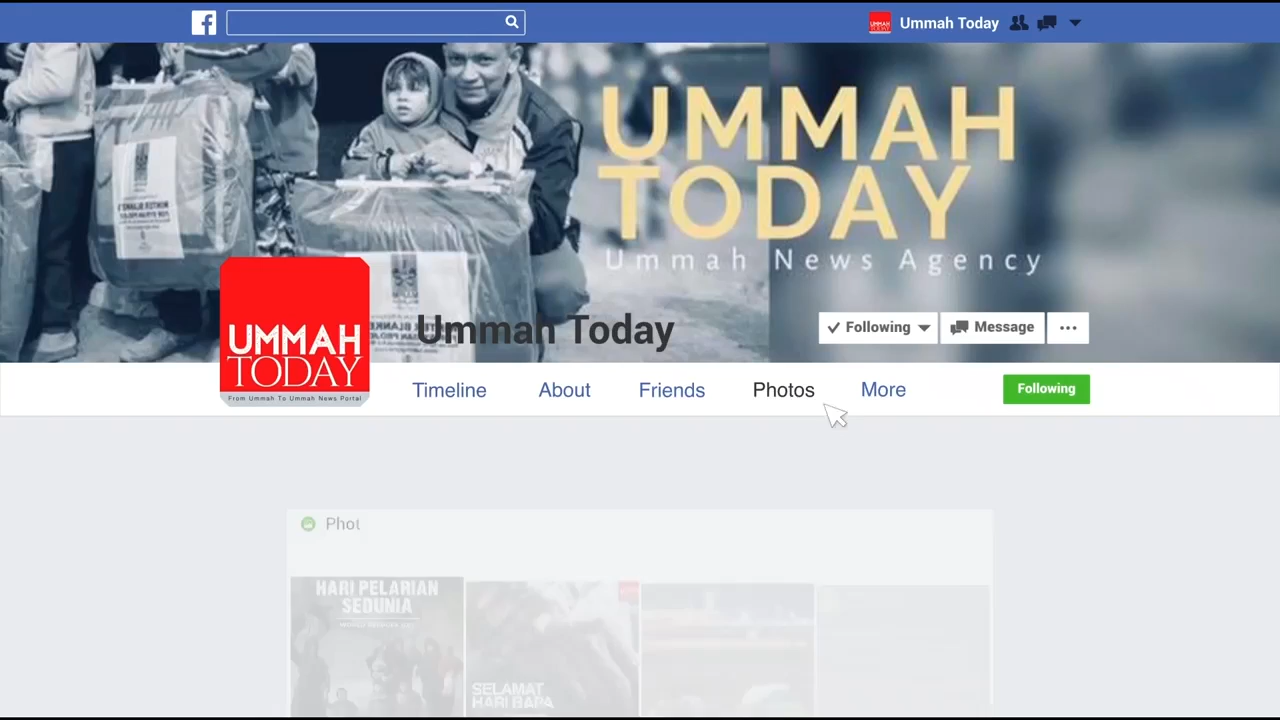 Ummah Today
UMMAH
TODAY
Ummah News Agency
Ummah Today
Following
Message
UMMAH
TODAY
From Ummah To Ummah News Portal
Timeline
About
Friends
Photos
More
Following
Phot
HARI PELARIAN
SEDUNIA
SELAMAT
HARI BAPA